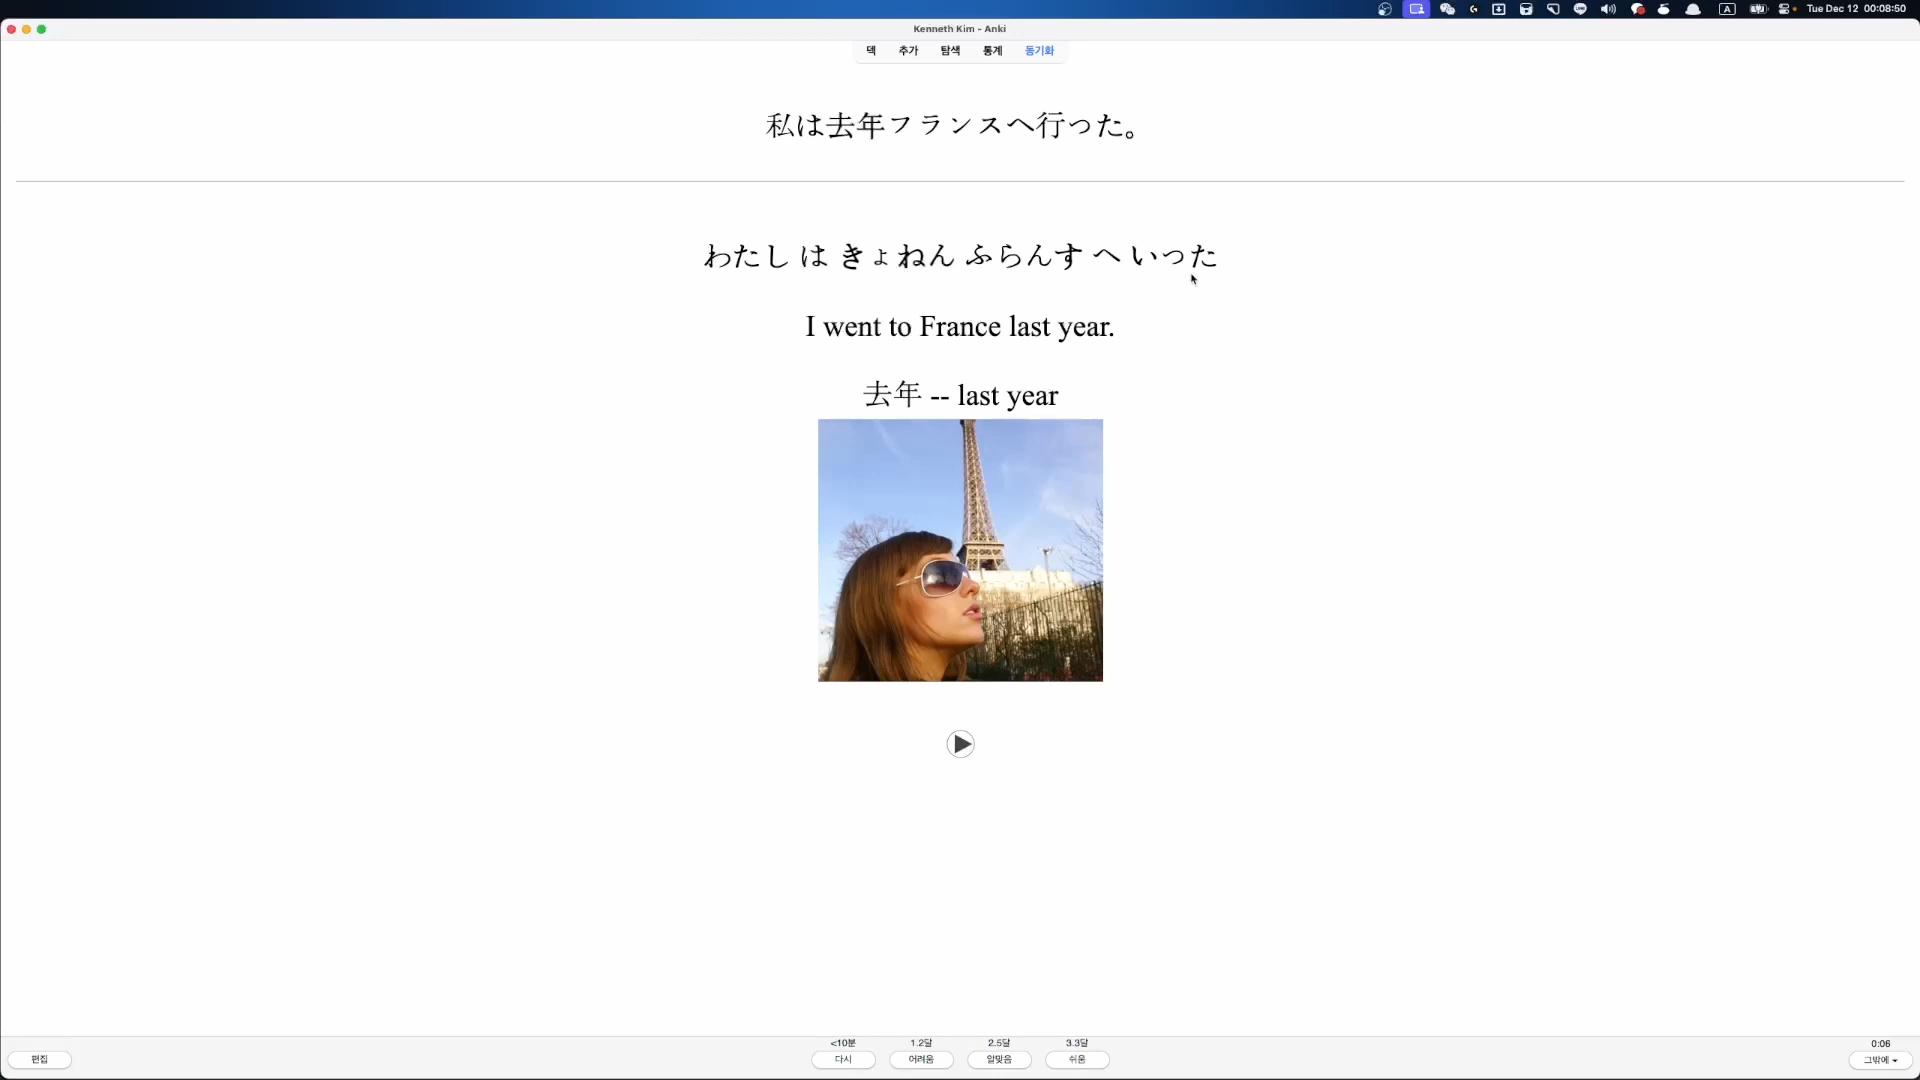 Tue Dec 12 00:08:50
Kenneth Kim - Anki
덱 추가 탐색 통계 동기화
私は去年フランスへ行った。
わたし は きょねん ふらんす へ いった
I went to France last year.
去年 -- last year
<10분 1.2달 2.5달 3.3달 0:06
편집 다시 어려움 알맞음 쉬움 그밖에